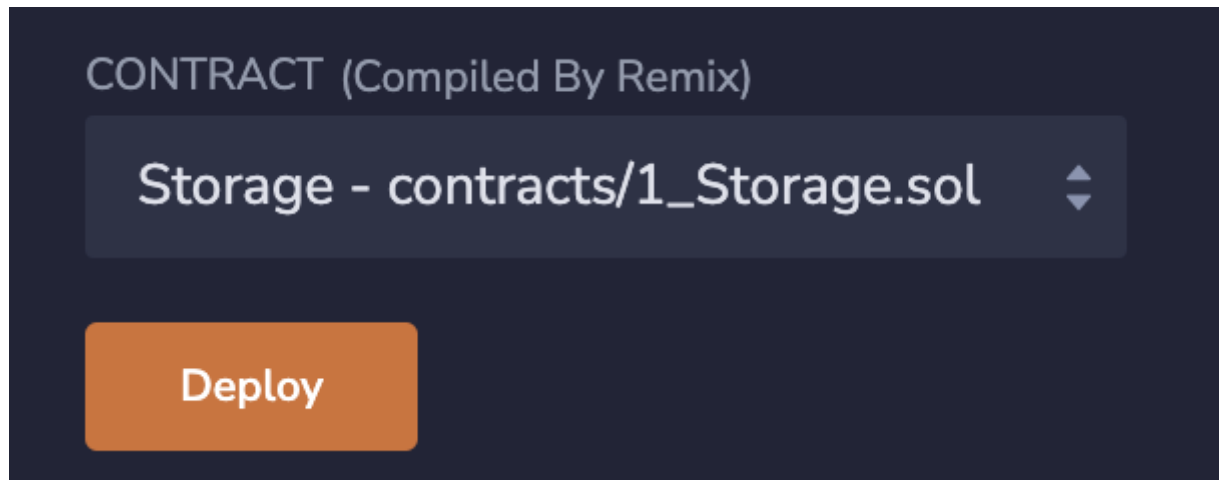 CONTRACT (Compiled By Remix)
Storage - contracts/1_Storage.sol
Deploy